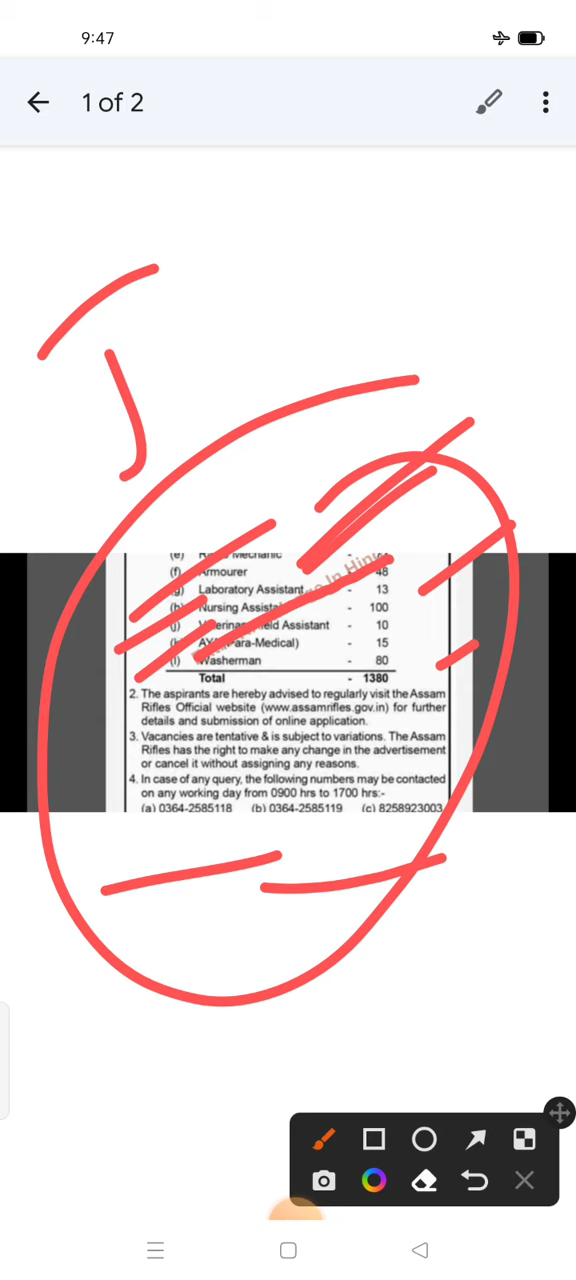 9:47
1 of 2
(e) Mechanic
(f) Armourer - 48
(g) Laboratory Assistant - 13
(h) Nursing - 100
(j) Assistant - 10
(Para-Medical) - 15
(l) Washerman - 80
Total - 1380
2. The aspirants are hereby advised to regularly visit the Assam
Rifles Official website (www.assamrifles.gov.in) for further
details and submission of online application.
3. Vacancies are tentative & is subject to variations. The Assam
Rifles has the right to make any change in the advertisement
or cancel it without assigning any reasons.
4. In case of any query, the following numbers may be contacted
on any working day from 0900 hrs to 1700 hrs:-
(a) 0364-2585118 (b) 0364-2585119 (c) 8258923003
In